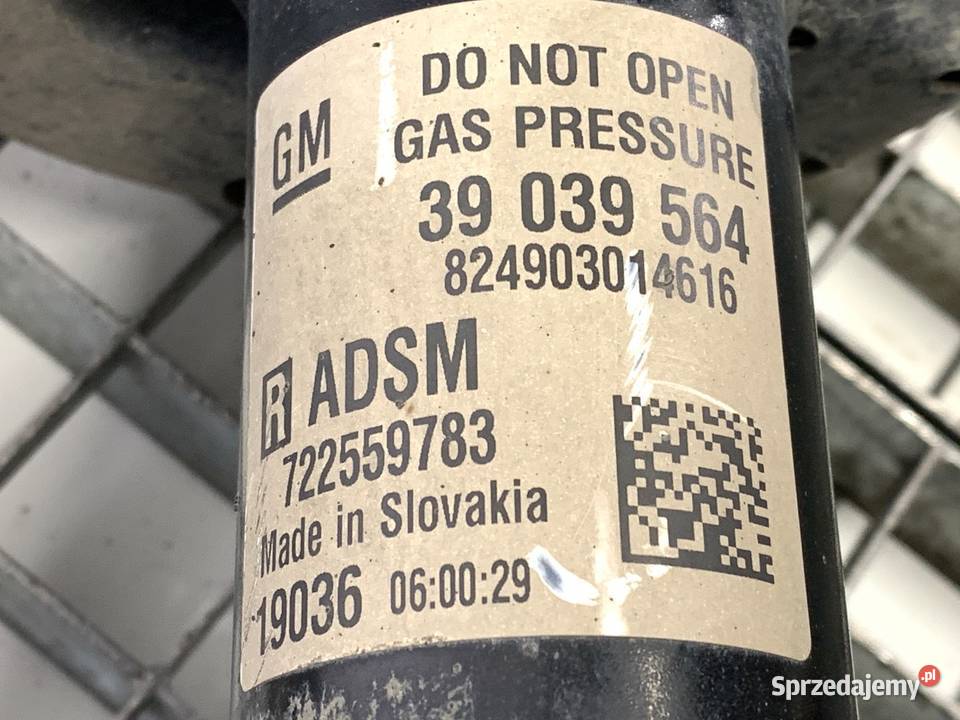 GM
DO NOT OPEN
GAS PRESSURE
39 039 564
824903014616
R ADSM
722559783
Made in Slovakia
19036 06:00:29
Sprzedajemy.pl